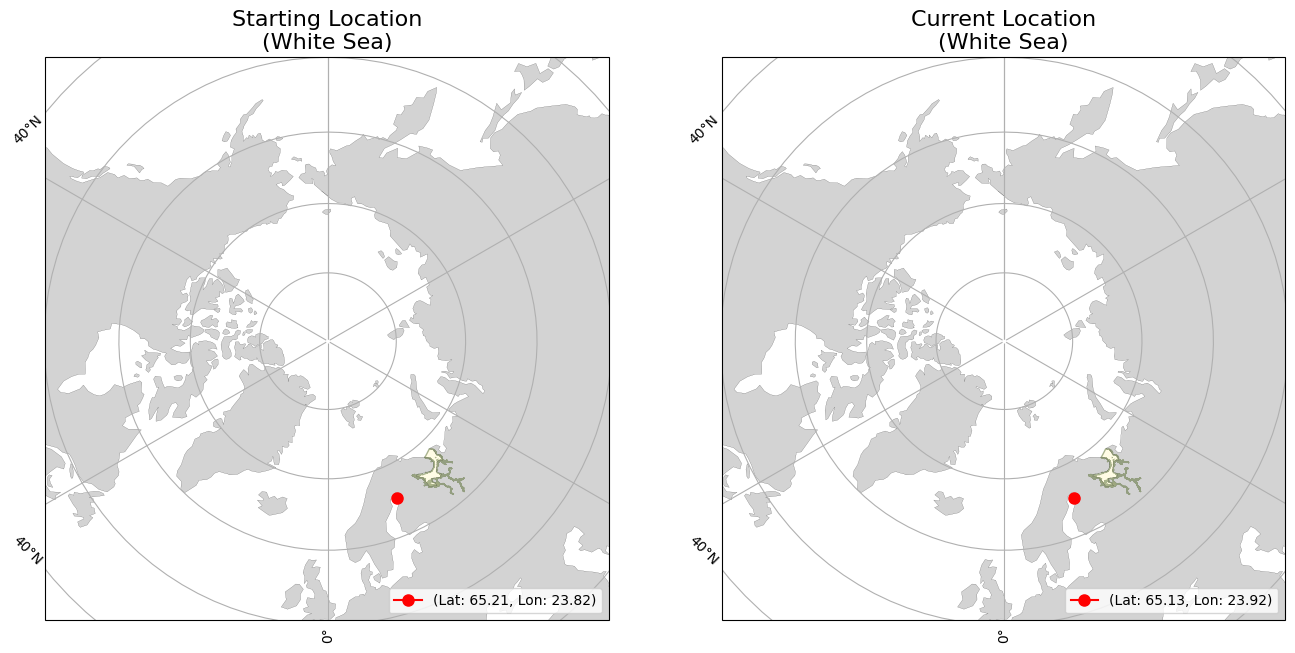 Starting Location
(White Sea)
40°N
40°N
0°
(Lat: 65.21, Lon: 23.82)
Current Location
(White Sea)
40°N
40°N
0°
(Lat: 65.13, Lon: 23.92)